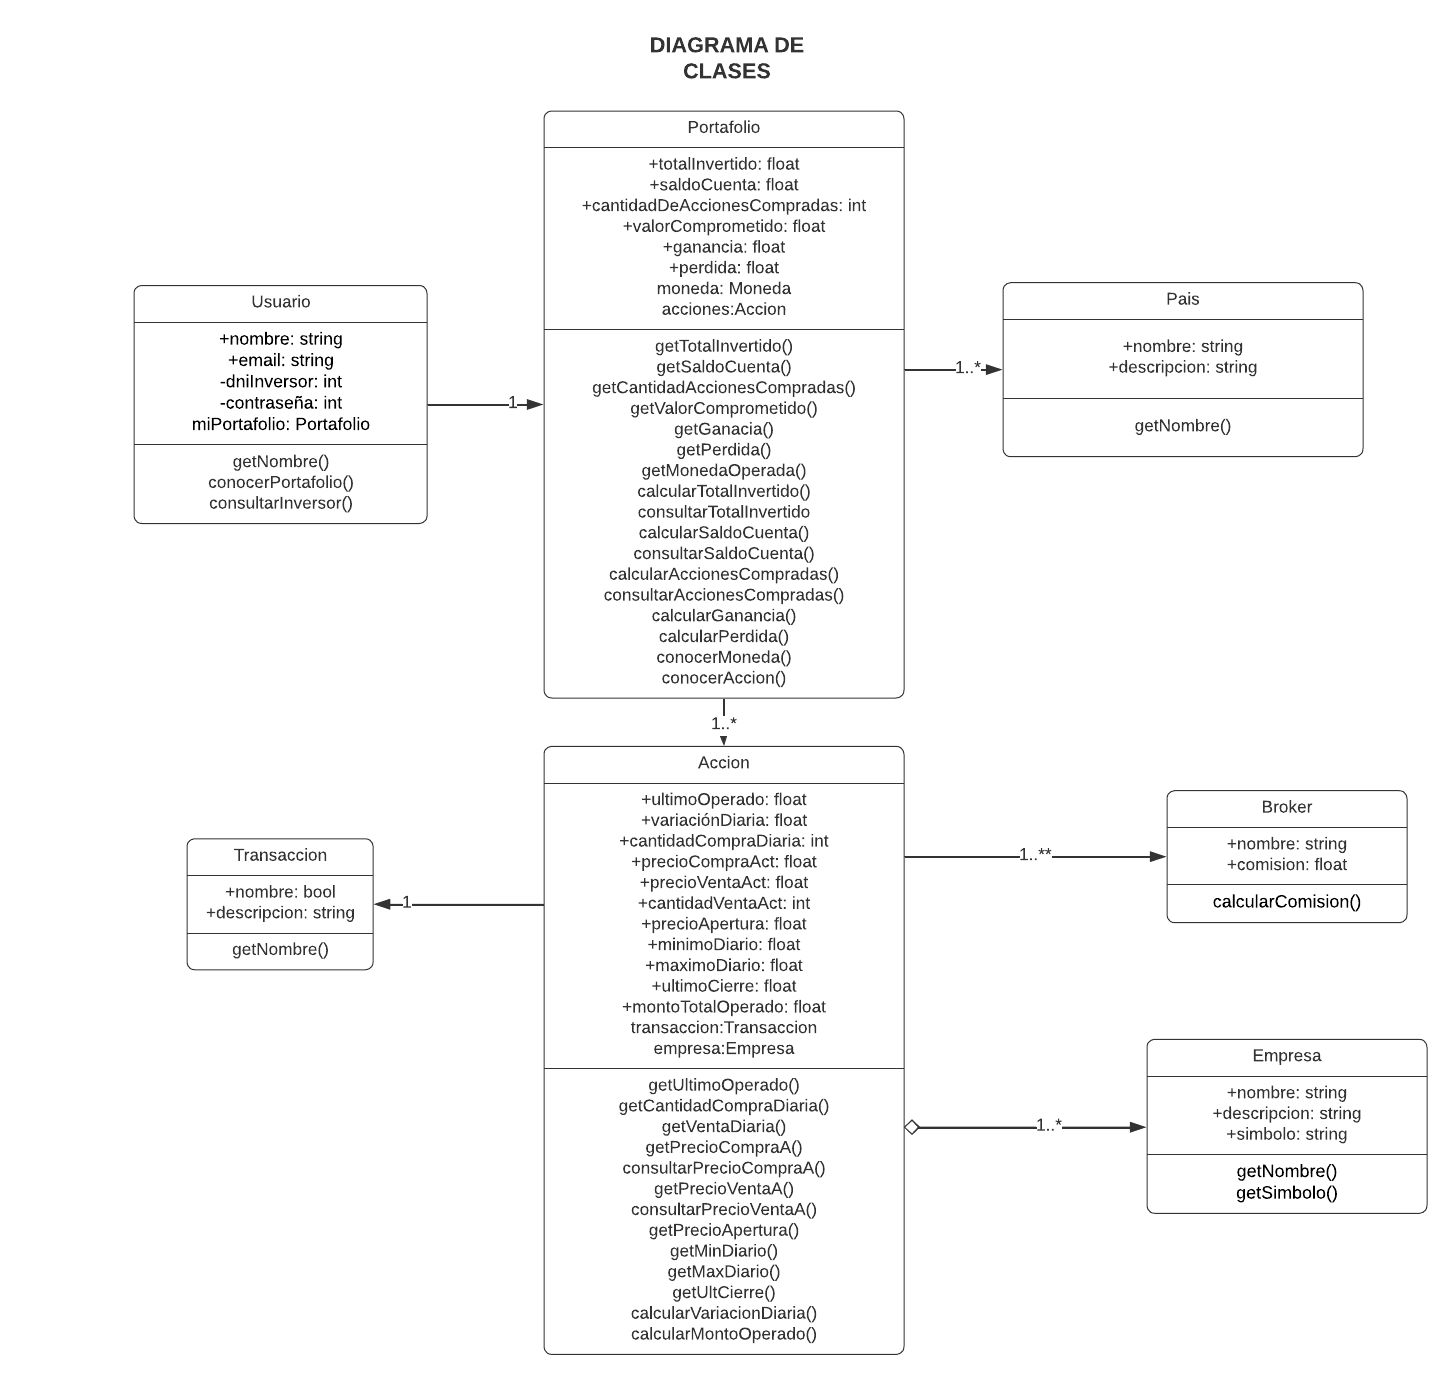 DIAGRAMA DE
CLASES
Portafolio
+totalInvertido: float
+saldoCuenta: float
+cantidadDeAccionesCompradas: int
+valorComprometido: float
+ganancia: float
+perdida: float
moneda: Moneda
acciones:Accion
getTotalInvertido()
getSaldoCuenta()
getCantidadAccionesCompradas()
getValorComprometido()
getGanacia()
getPerdida()
getMonedaOperada()
calcularTotalInvertido()
consultarTotalInvertido
calcularSaldoCuenta()
consultarSaldoCuenta()
calcularAccionesCompradas()
consultarAccionesCompradas()
calcularGanancia()
calcularPerdida()
conocerMoneda()
conocerAccion()
Usuario
+nombre: string
+email: string
-dniInversor: int
-contraseña: int
miPortafolio: Portafolio
getNombre()
conocerPortafolio()
consultarInversor()
1
1..*
Pais
+nombre: string
+descripcion: string
getNombre()
1..*
Accion
+ultimoOperado: float
+variaciónDiaria: float
+cantidadCompraDiaria: int
+precioCompraAct: float
+precioVentaAct: float
+cantidadVentaAct: int
+precioApertura: float
+minimoDiario: float
+maximoDiario: float
+ultimoCierre: float
+montoTotalOperado: float
transaccion:Transaccion
empresa:Empresa
getUltimoOperado()
getCantidadCompraDiaria()
getVentaDiaria()
getPrecioCompraA()
consultarPrecioCompraA()
getPrecioVentaA()
consultarPrecioVentaA()
getPrecioApertura()
getMinDiario()
getMaxDiario()
getUltCierre()
calcularVariacionDiaria()
calcularMontoOperado()
Transaccion
+nombre: bool
+descripcion: string
getNombre()
1
1..**
Broker
+nombre: string
+comision: float
calcularComision()
1..*
Empresa
+nombre: string
+descripcion: string
+simbolo: string
getNombre()
getSimbolo()